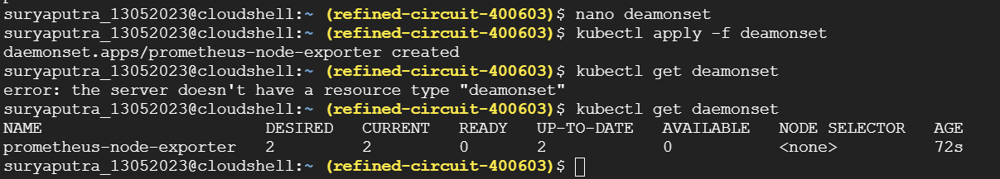 suryaputra_13052023@cloudshell:~ (refined-circuit-400603)$ nano deamonset
suryaputra_13052023@cloudshell:~ (refined-circuit-400603)$ kubectl apply -f deamonset
daemonset.apps/prometheus-node-exporter created
suryaputra_13052023@cloudshell:~ (refined-circuit-400603)$ kubectl get deamonset
error: the server doesn't have a resource type "deamonset"
suryaputra_13052023@cloudshell:~ (refined-circuit-400603)$ kubectl get daemonset
NAME                       DESIRED   CURRENT   READY   UP-TO-DATE   AVAILABLE   NODE SELECTOR   AGE
prometheus-node-exporter   2         2         0       2            0           <none>          72s
suryaputra_13052023@cloudshell:~ (refined-circuit-400603)$